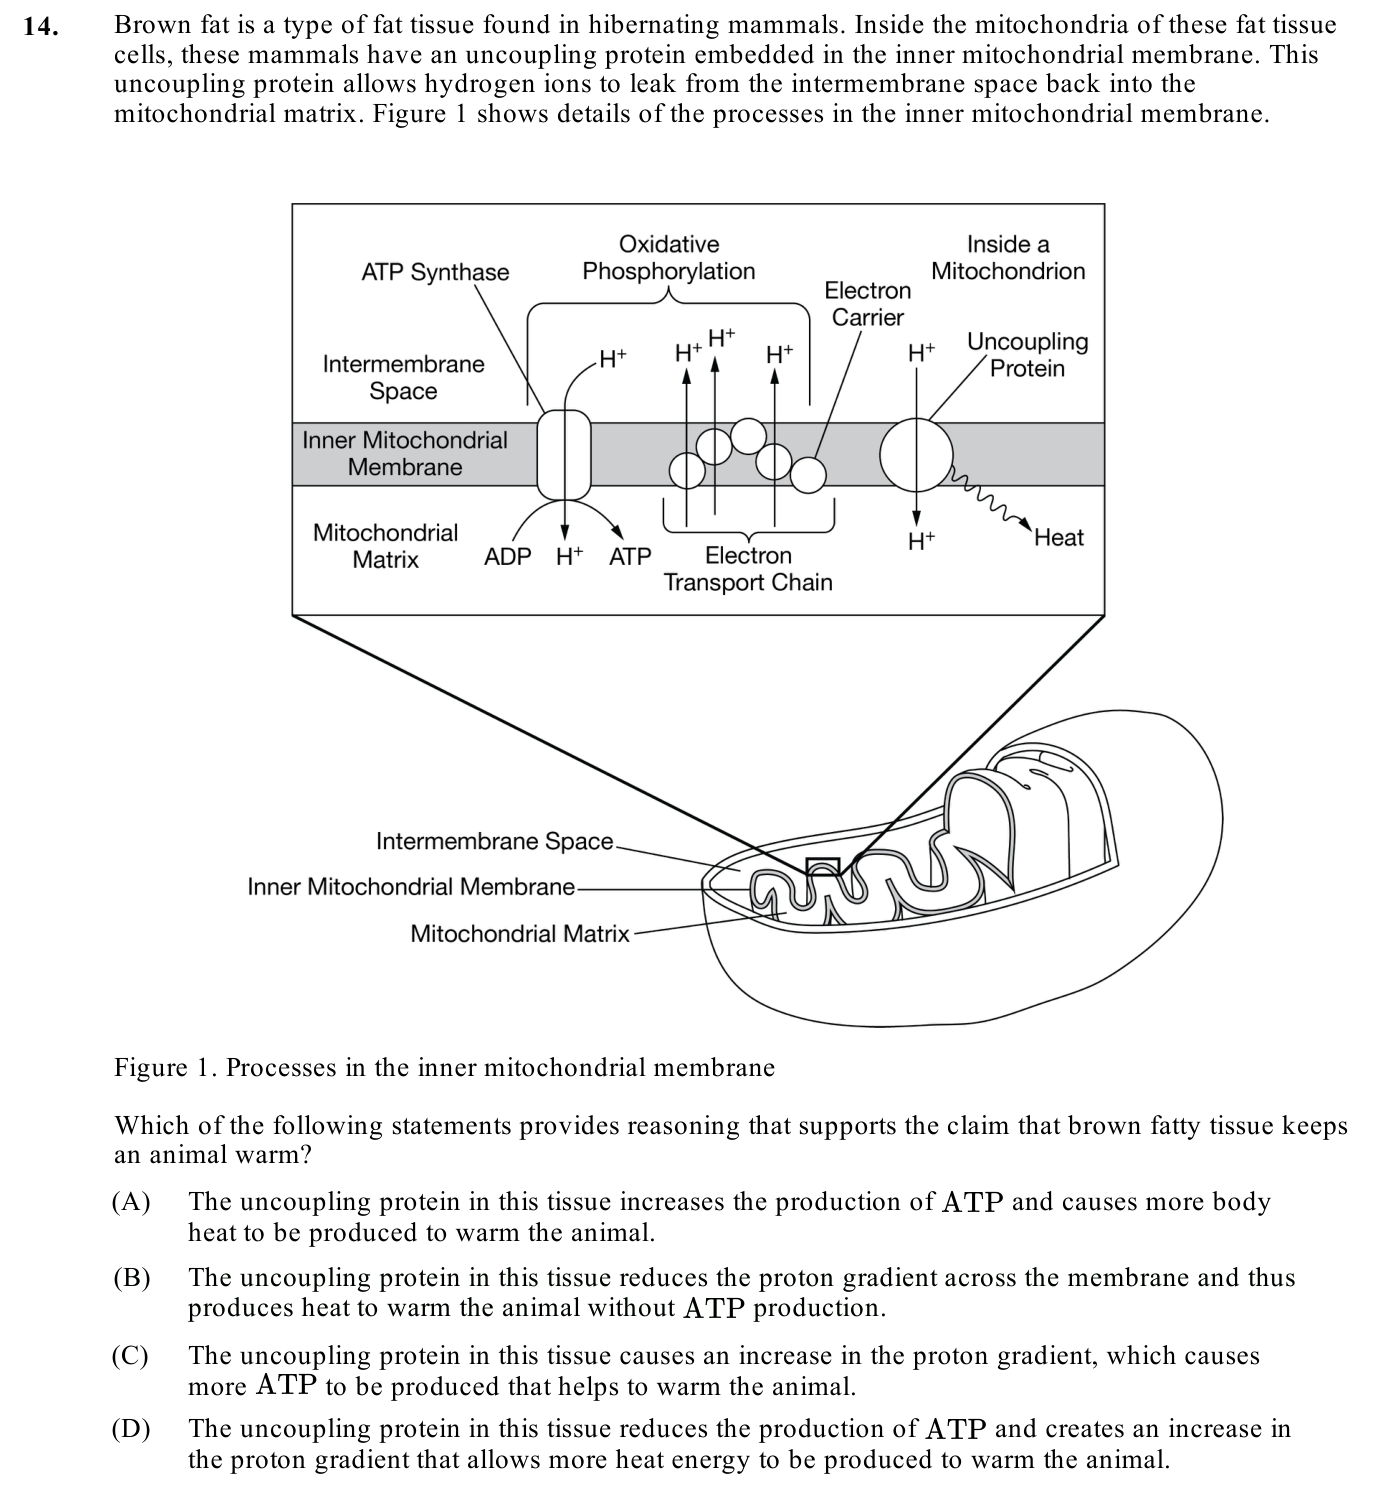 14. Brown fat is a type of fat tissue found in hibernating mammals. Inside the mitochondria of these fat tissue
cells, these mammals have an uncoupling protein embedded in the inner mitochondrial membrane. This
uncoupling protein allows hydrogen ions to leak from the intermembrane space back into the
mitochondrial matrix. Figure 1 shows details of the processes in the inner mitochondrial membrane.
Oxidative
Phosphorylation
Inside a
Mitochondrion
ATP Synthase
Electron
Carrier
Intermembrane
Space
H+
H+
H+
H+
H+
Uncoupling
Protein
Inner Mitochondrial
Membrane
Mitochondrial
Matrix
ADP
H+
ATP
Electron
Transport Chain
H+
Heat
Intermembrane Space
Inner Mitochondrial Membrane
Mitochondrial Matrix
Figure 1. Processes in the inner mitochondrial membrane
Which of the following statements provides reasoning that supports the claim that brown fatty tissue keeps
an animal warm?
(A) The uncoupling protein in this tissue increases the production of ATP and causes more body
heat to be produced to warm the animal.
(B) The uncoupling protein in this tissue reduces the proton gradient across the membrane and thus
produces heat to warm the animal without ATP production.
(C) The uncoupling protein in this tissue causes an increase in the proton gradient, which causes
more ATP to be produced that helps to warm the animal.
(D) The uncoupling protein in this tissue reduces the production of ATP and creates an increase in
the proton gradient that allows more heat energy to be produced to warm the animal.